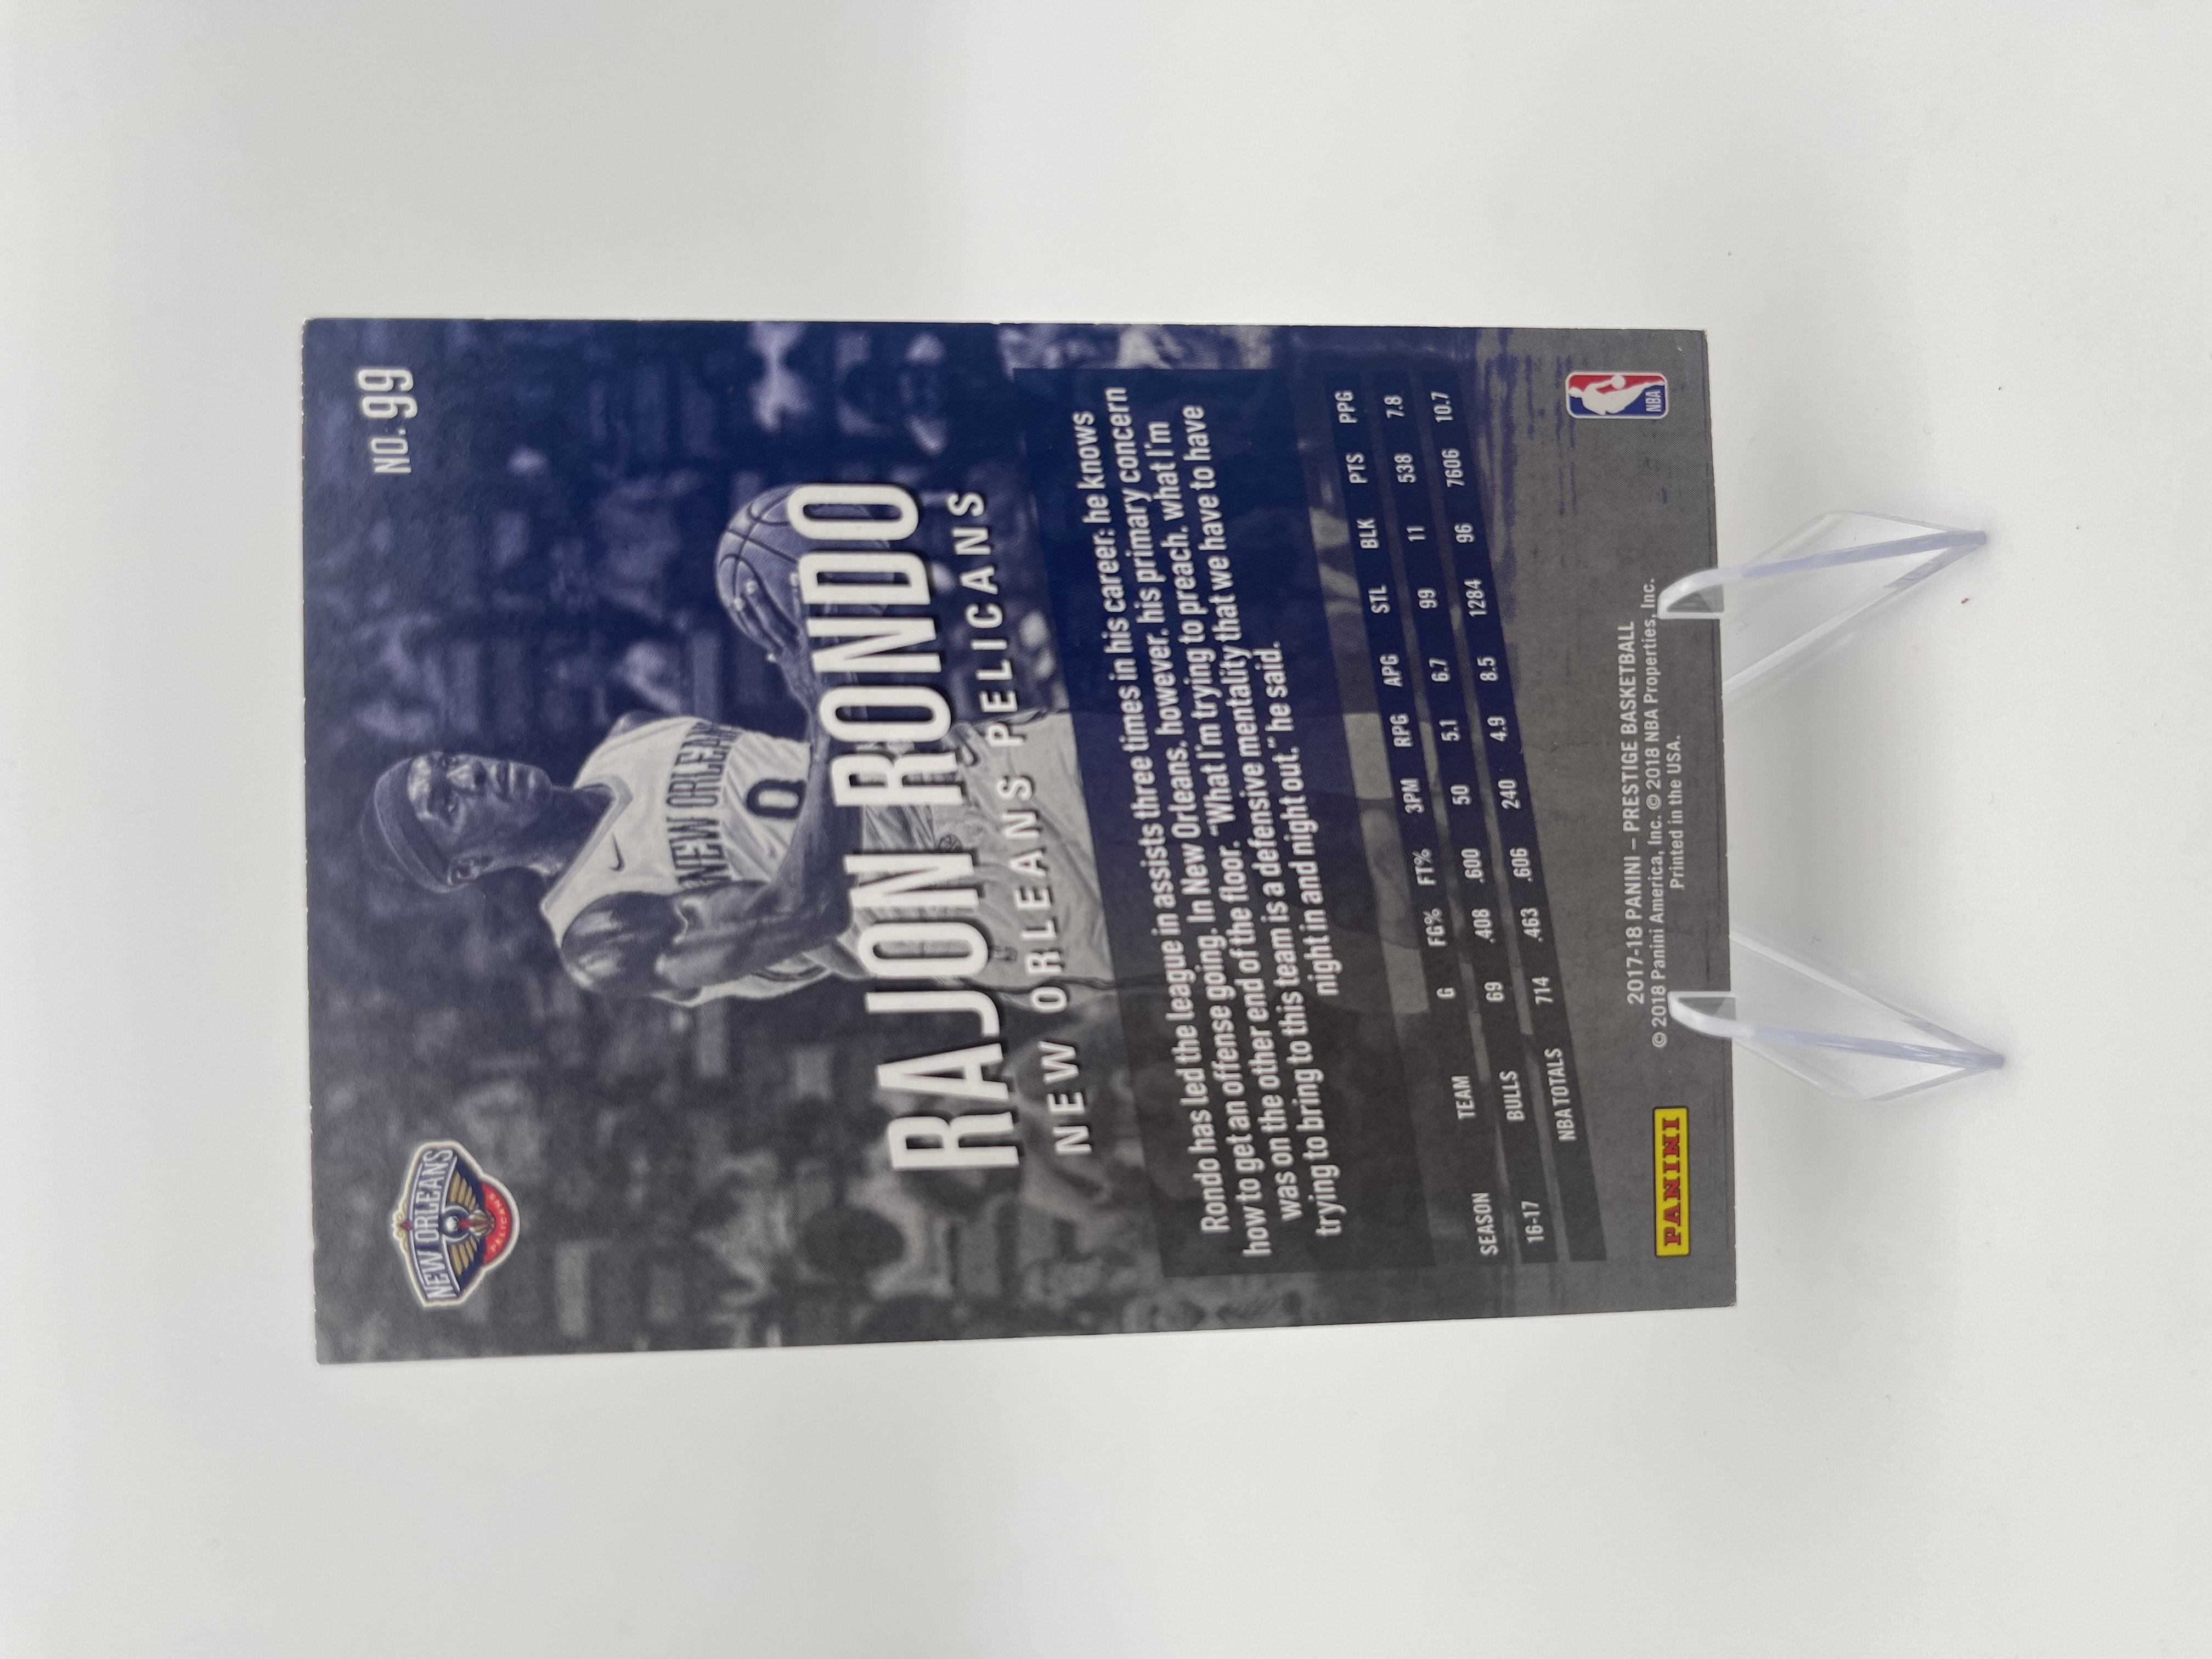 NEW ORLEANS
PELICANS
NO. 99
NEW ORLEAN
RAJON RONDO
NEW ORLEANS PELICANS
Rondo has led the league in assists three times in his career; he knows
how to get an offense going. In New Orleans, however, his primary concern
was on the other end of the floor. “What I'm trying to preach, what I'm
trying to bring to this team is a defensive mentality that we have to have
night in and night out,” he said.
SEASON TEAM G FG% FT% 3PM RPG APG STL BLK PTS PPG
16-17 BULLS 69 .408 .600 50 5.1 6.7 99 11 538 7.8
NBA TOTALS 714 .463 .606 240 4.9 8.5 1284 96 7606 10.7
2017-18 PANINI – PRESTIGE BASKETBALL
© 2018 Panini America, Inc. © 2018 NBA Properties, Inc.
Printed in the USA.
PANINI
NBA